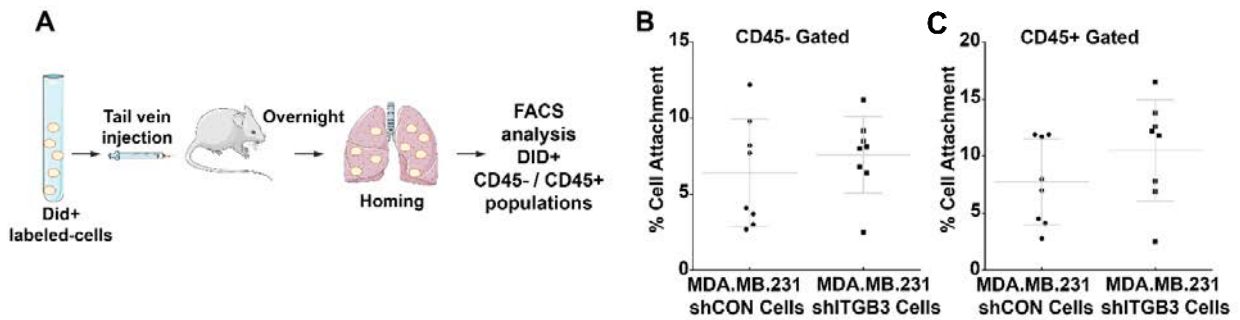 A
Tail vein
injection
Overnight
Did+
labeled-cells
Homing
FACS
analysis
DID+
CD45- / CD45+
populations
B
CD45- Gated
% Cell Attachment
15
10
5
0
MDA.MB.231
shCON Cells
MDA.MB.231
shITGB3 Cells
C
CD45+ Gated
% Cell Attachment
20
15
10
5
0
MDA.MB.231
shCON Cells
MDA.MB.231
shITGB3 Cells